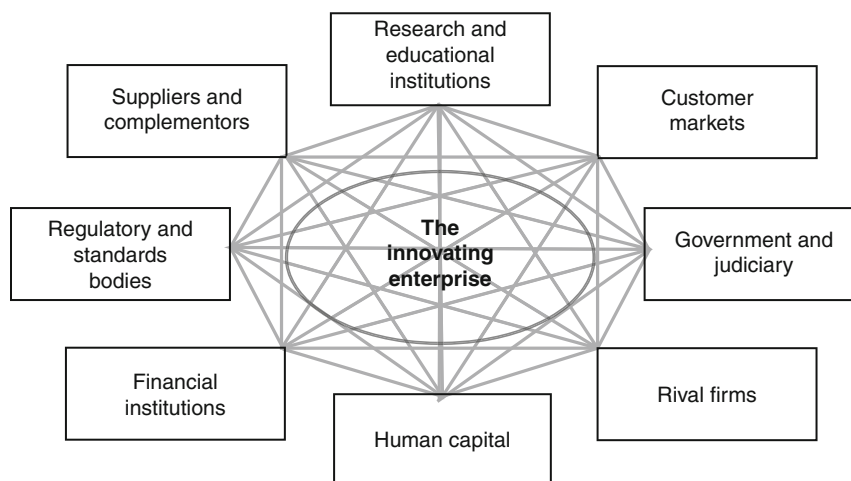 Research and
educational
institutions
Suppliers and
complementors
Customer
markets
Regulatory and
standards
bodies
The
innovating
enterprise
Government and
judiciary
Financial
institutions
Human capital
Rival firms